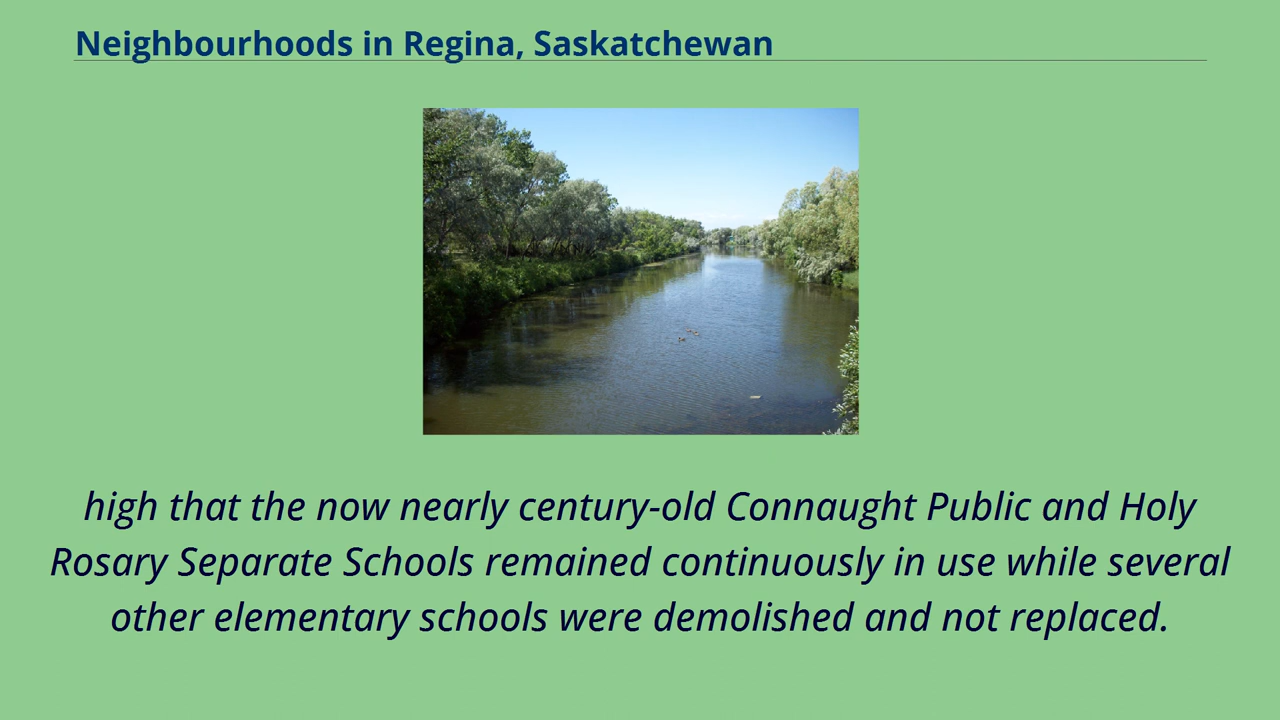 Neighbourhoods in Regina, Saskatchewan
high that the now nearly century-old Connaught Public and Holy
Rosary Separate Schools remained continuously in use while several
other elementary schools were demolished and not replaced.